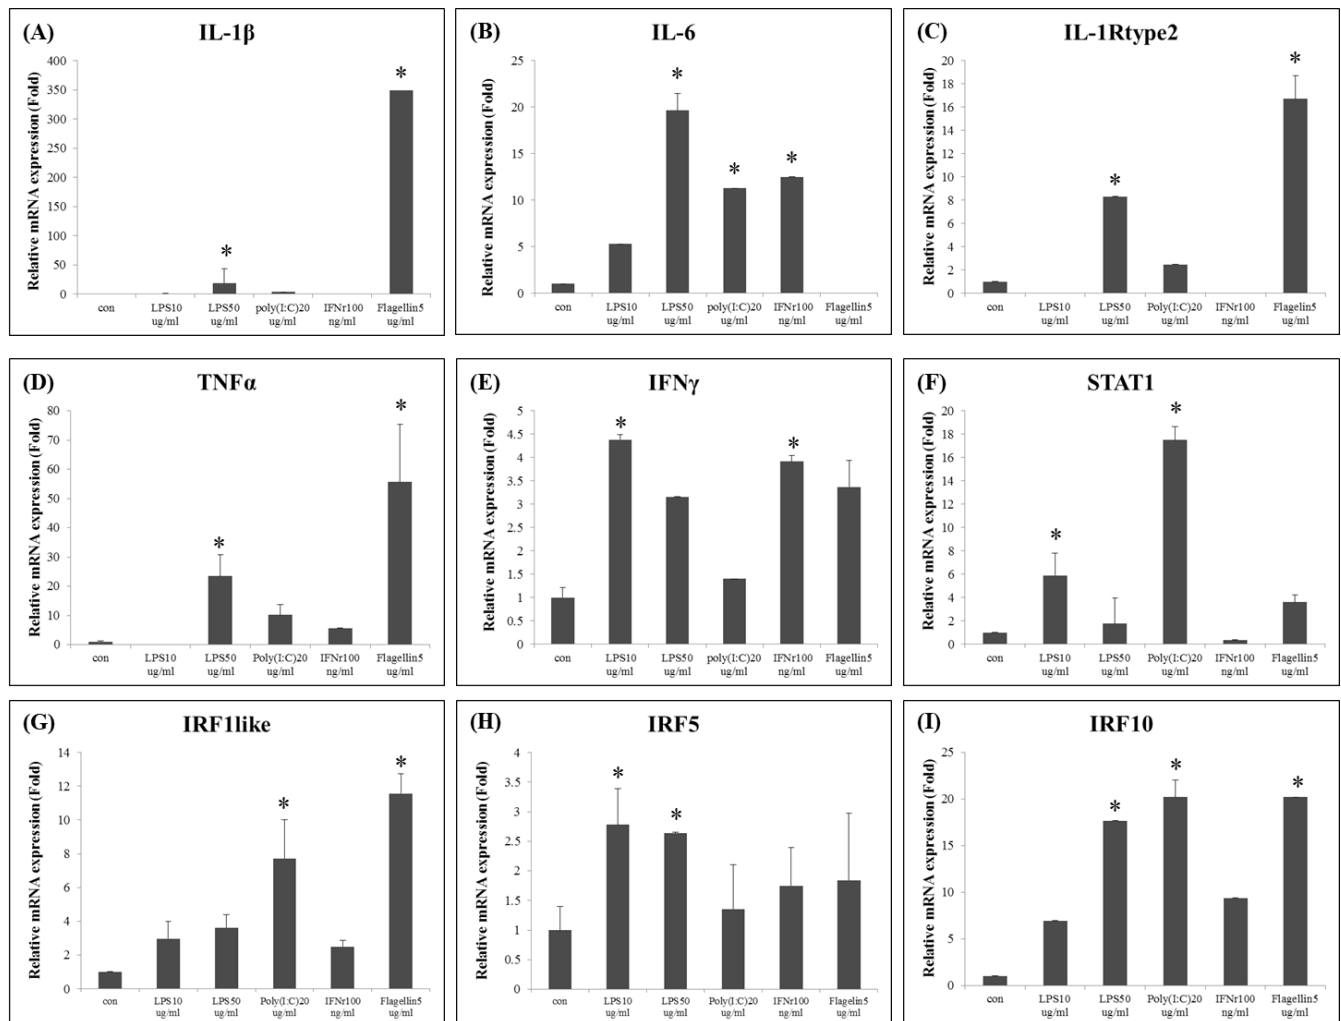 (A) IL-1β
Relative mRNA expression (Fold)
400
350
300
250
200
150
100
50
0
*
*
con LPS10 LPS50 poly(I:C)20 IFNr100 Flagellin5
ug/ml ug/ml ug/ml ng/ml ug/ml
(B) IL-6
Relative mRNA expression (Fold)
25
20
15
10
5
0
*
*
*
con LPS10 LPS50 poly(I:C)20 IFNr100 Flagellin5
ug/ml ug/ml ug/ml ng/ml ug/ml
(C) IL-1Rtype2
Relative mRNA expression (Fold)
20
18
16
14
12
10
8
6
4
2
0
*
*
con LPS10 LPS50 poly(I:C)20 IFNr100 Flagellin5
ug/ml ug/ml ug/ml ng/ml ug/ml
(D) TNFα
Relative mRNA expression (Fold)
80
70
60
50
40
30
20
10
0
*
*
con LPS10 LPS50 Poly(I:C)20 IFNr100 Flagellin5
ug/ml ug/ml ug/ml ng/ml ug/ml
(E) IFNγ
Relative mRNA expression (Fold)
5
4.5
4
3.5
3
2.5
2
1.5
1
0.5
0
*
*
con LPS10 LPS50 poly(I:C)20 IFNr100 Flagellin5
ug/ml ug/ml ug/ml ng/ml ug/ml
(F) STAT1
Relative mRNA expression (Fold)
20
18
16
14
12
10
8
6
4
2
0
*
*
con LPS10 LPS50 Poly(I:C)20 IFNr100 Flagellin5
ug/ml ug/ml ug/ml ng/ml ug/ml
(G) IRF1like
Relative mRNA expression (Fold)
14
12
10
8
6
4
2
0
*
*
con LPS10 LPS50 Poly(I:C)20 IFNr100 Flagellin5
ug/ml ug/ml ug/ml ng/ml ug/ml
(H) IRF5
Relative mRNA expression (Fold)
4
3.5
3
2.5
2
1.5
1
0.5
0
*
*
con LPS10 LPS50 Poly(I:C)20 IFNr100 Flagellin5
ug/ml ug/ml ug/ml ng/ml ug/ml
(I) IRF10
Relative mRNA expression (Fold)
25
20
15
10
5
0
*
*
*
con LPS10 LPS50 Poly(I:C)20 IFNr100 Flagellin5
ug/ml ug/ml ug/ml ng/ml ug/ml